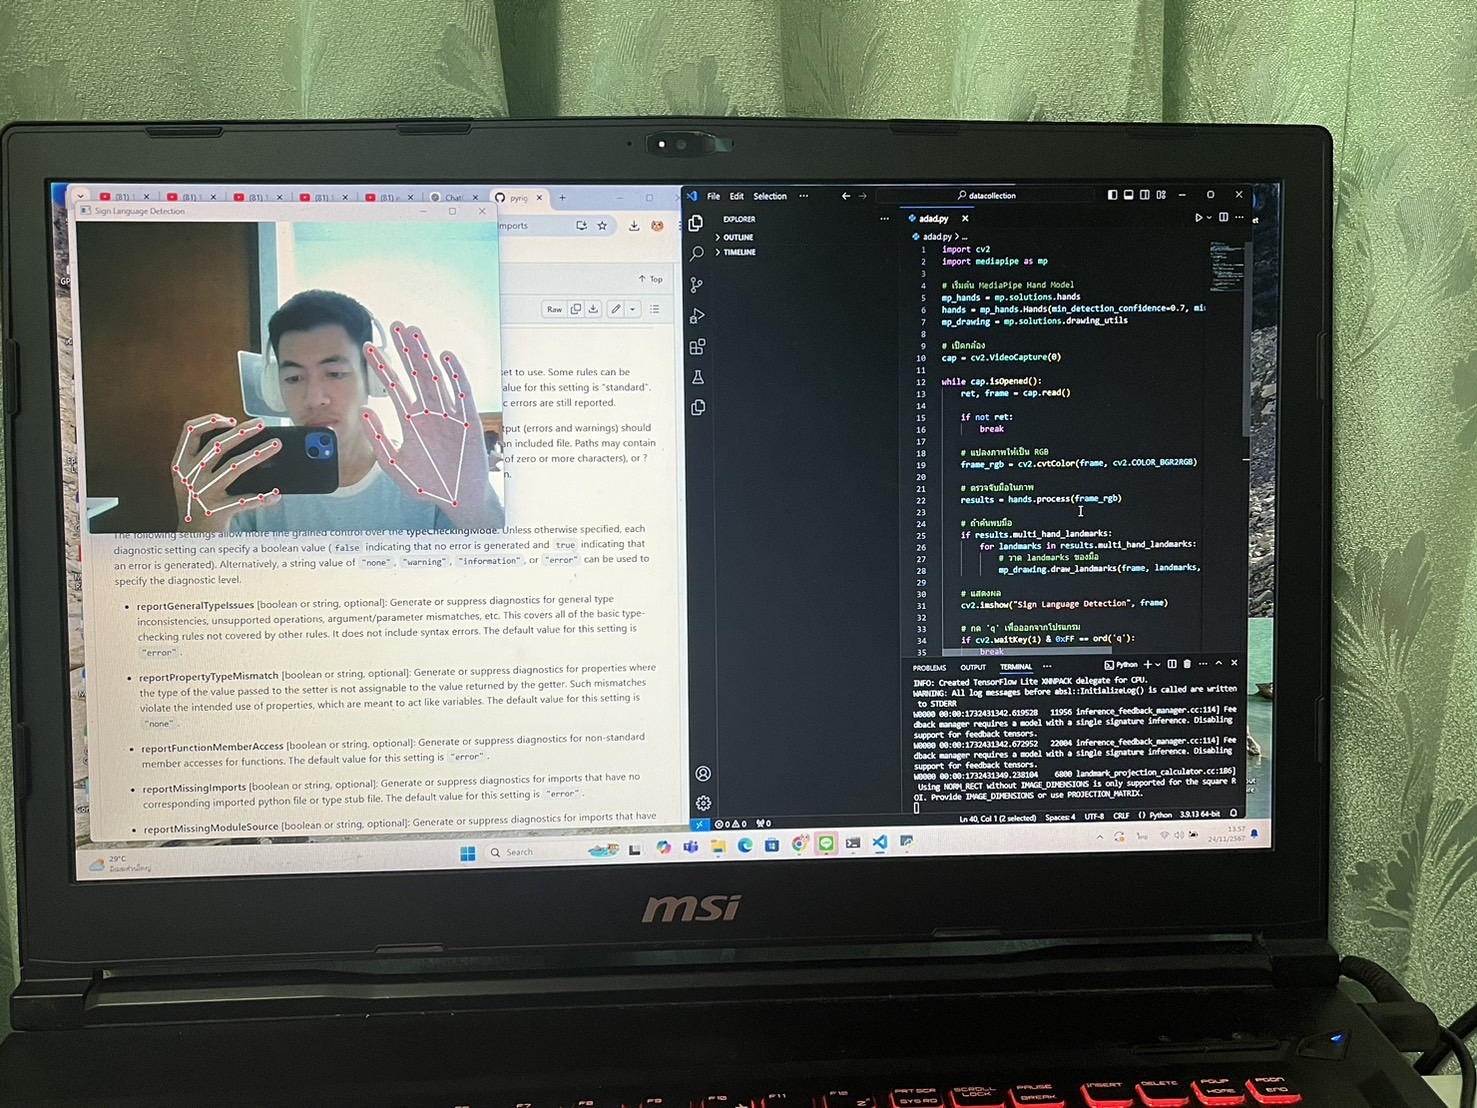 (81)
(81)
(81)
(81)
(81)
Chat
pyrig
Sign Language Detection
mports
Top
Raw
et to use. Some rules can be
alue for this setting is "standard".
c errors are still reported.
tput (errors and warnings) should
n included file. Paths may contain
of zero or more characters), or ?
n.
The following settings allow more fine grained control over the typeCheckingMode. Unless otherwise specified, each
diagnostic setting can specify a boolean value ( false indicating that no error is generated and true indicating that
an error is generated). Alternatively, a string value of "none" , "warning" , "information" , or "error" can be used to
specify the diagnostic level.
• reportGeneralTypeIssues [boolean or string, optional]: Generate or suppress diagnostics for general type
inconsistencies, unsupported operations, argument/parameter mismatches, etc. This covers all of the basic type-
checking rules not covered by other rules. It does not include syntax errors. The default value for this setting is
"error" .
• reportPropertyTypeMismatch [boolean or string, optional]: Generate or suppress diagnostics for properties where
the type of the value passed to the setter is not assignable to the value returned by the getter. Such mismatches
violate the intended use of properties, which are meant to act like variables. The default value for this setting is
"none" .
• reportFunctionMemberAccess [boolean or string, optional]: Generate or suppress diagnostics for non-standard
member accesses for functions. The default value for this setting is "error" .
• reportMissingImports [boolean or string, optional]: Generate or suppress diagnostics for imports that have no
corresponding imported python file or type stub file. The default value for this setting is "error" .
• reportMissingModuleSource [boolean or string, optional]: Generate or suppress diagnostics for imports that have
File Edit Selection ···
datacollection
EXPLORER
OUTLINE
TIMELINE
adad.py
adad.py > ...
1 import cv2
2 import mediapipe as mp
3
4 # เริ่มต้น MediaPipe Hand Model
5 mp_hands = mp.solutions.hands
6 hands = mp_hands.Hands(min_detection_confidence=0.7, mi
7 mp_drawing = mp.solutions.drawing_utils
8
9 # เปิดกล้อง
10 cap = cv2.VideoCapture(0)
11
12 while cap.isOpened():
13 ret, frame = cap.read()
14
15 if not ret:
16 break
17
18 # แปลงภาพให้เป็น RGB
19 frame_rgb = cv2.cvtColor(frame, cv2.COLOR_BGR2RGB)
20
21 # ตรวจจับมือในภาพ
22 results = hands.process(frame_rgb)
23
24 # ถ้าค้นพบมือ
25 if results.multi_hand_landmarks:
26 for landmarks in results.multi_hand_landmarks:
27 # วาด landmarks ของมือ
28 mp_drawing.draw_landmarks(frame, landmarks,
29
30 # แสดงผล
31 cv2.imshow("Sign Language Detection", frame)
32
33 # กด 'q' เพื่อออกจากโปรแกรม
34 if cv2.waitKey(1) & 0xFF == ord('q'):
35 break
PROBLEMS OUTPUT TERMINAL ··· Python
INFO: Created TensorFlow Lite XNNPACK delegate for CPU.
WARNING: All log messages before absl::InitializeLog() is called are written
to STDERR
W0000 00:00:1732431342.619528 11956 inference_feedback_manager.cc:114] Fee
dback manager requires a model with a single signature inference. Disabling
support for feedback tensors.
W0000 00:00:1732431342.672952 22004 inference_feedback_manager.cc:114] Fee
dback manager requires a model with a single signature inference. Disabling
support for feedback tensors.
W0000 00:00:1732431349.238104 6800 landmark_projection_calculator.cc:186]
Using NORM_RECT without IMAGE_DIMENSIONS is only supported for the square R
OI. Provide IMAGE_DIMENSIONS or use PROJECTION_MATRIX.
0 0 0 Ln 40, Col 1 (2 selected) Spaces: 4 UTF-8 CRLF {} Python 3.9.13 64-bit
29°C
Search
13:57
24/11/2567
msi
F7 F8 F9 F10 F11 F12 PRT SCR SYS RQ SCROLL LOCK PAUSE BREAK INSERT DELETE PGUP HOME PGDN END